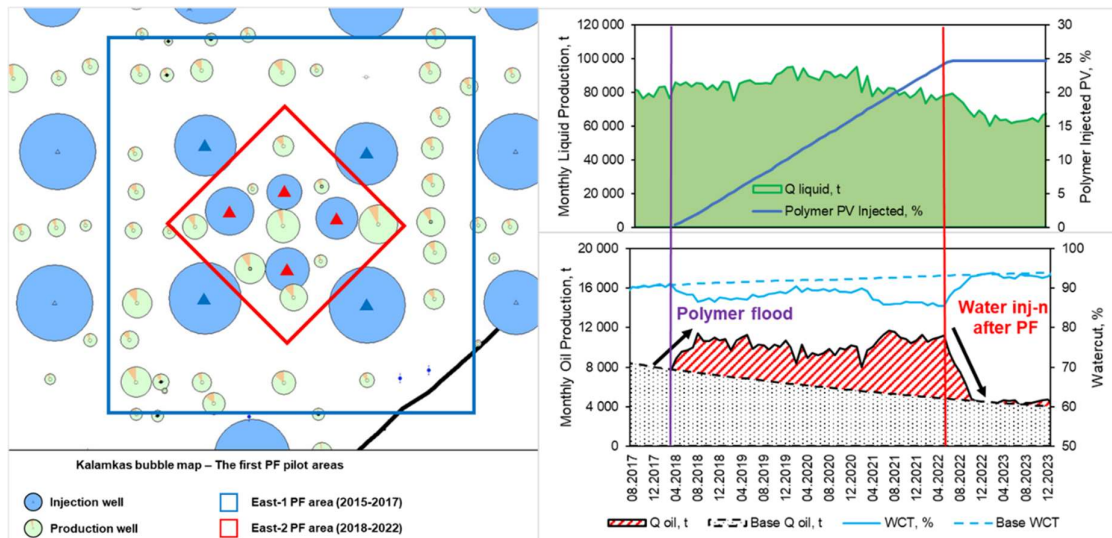 Kalamkas bubble map – The first PF pilot areas
Injection well
East-1 PF area (2015-2017)
Production well
East-2 PF area (2018-2022)
Monthly Liquid Production, t
120 000
100 000
80 000
60 000
40 000
20 000
0
30
25
20
15
10
5
0
Polymer Injected PV, %
Q liquid, t
Polymer PV Injected, %
Monthly Oil Production, t
20 000
16 000
12 000
8 000
4 000
0
100
90
80
70
60
50
Watercut, %
Polymer flood
Water inj-n
after PF
08.2017
12.2017
04.2018
08.2018
12.2018
04.2019
08.2019
12.2019
04.2020
08.2020
12.2020
04.2021
08.2021
12.2021
04.2022
08.2022
12.2022
04.2023
08.2023
12.2023
Q oil, t
Base Q oil, t
WCT, %
Base WCT